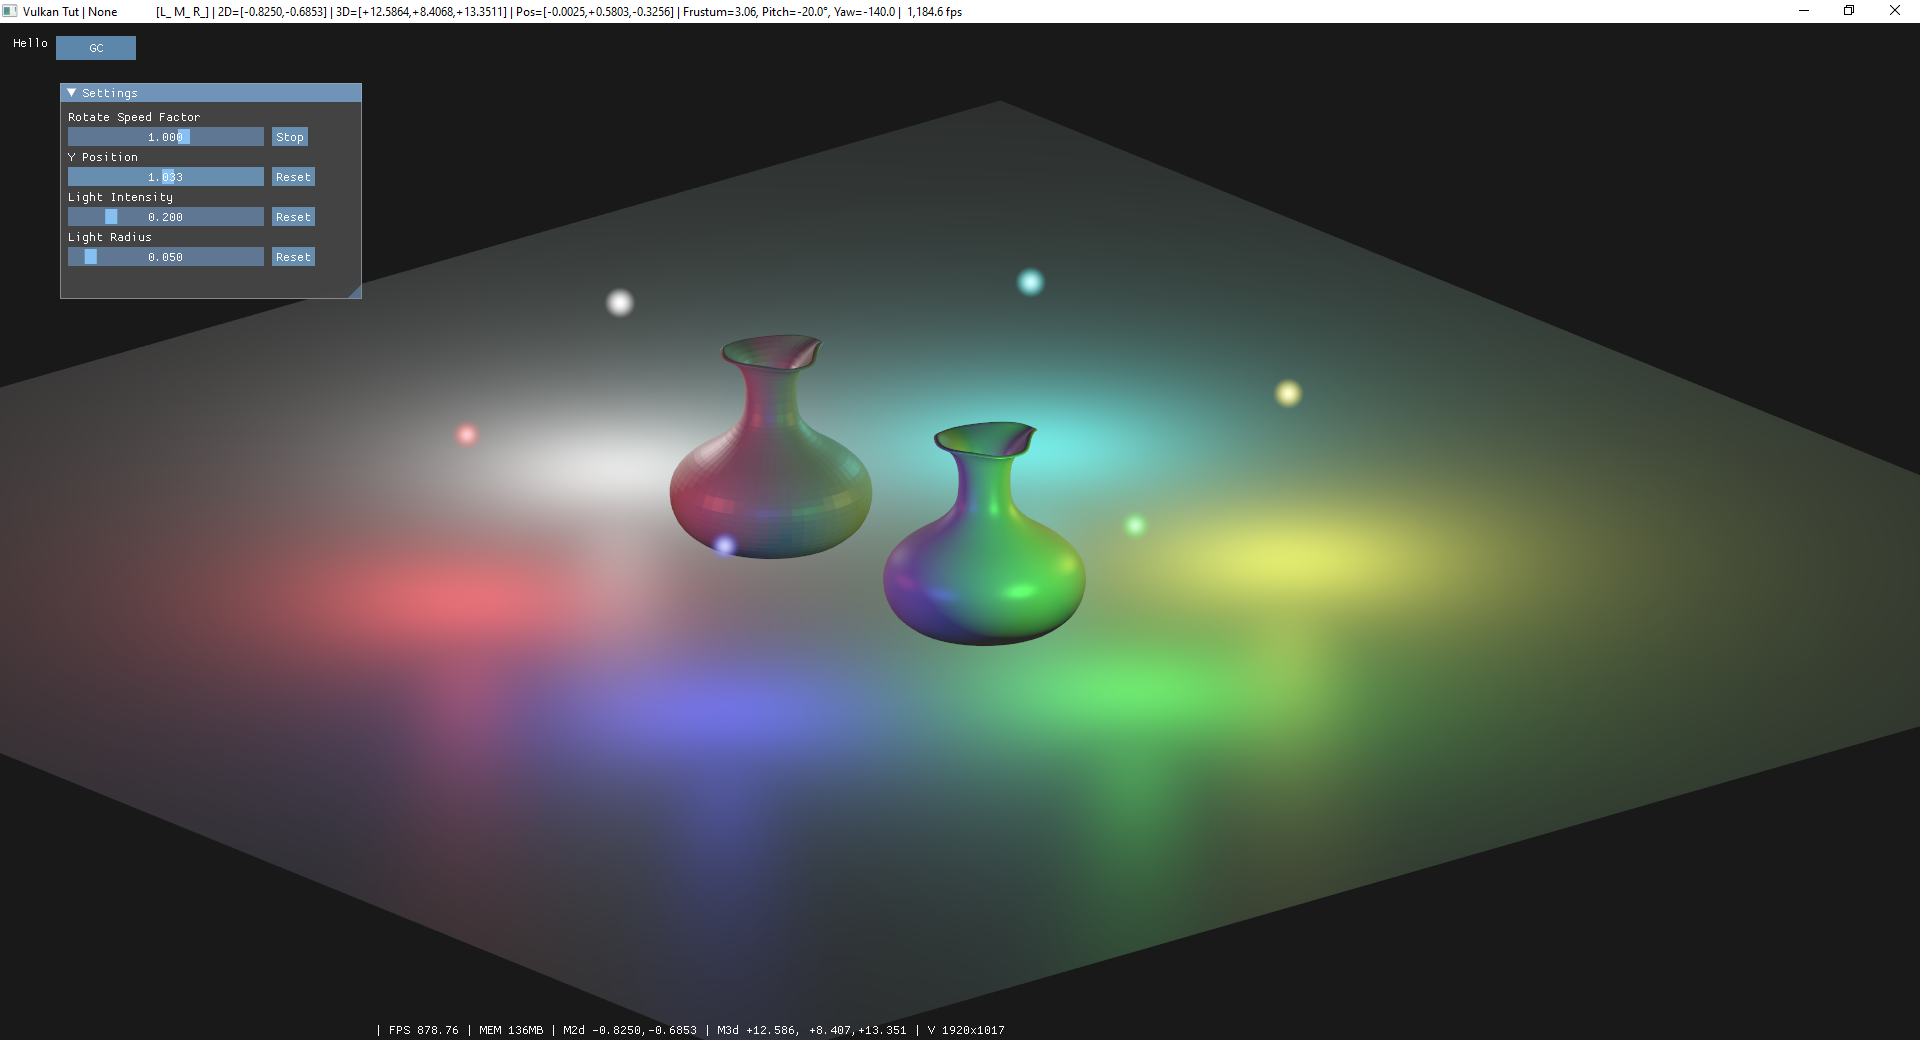 Vulkan Tut | None [L_ M_ R_] | 2D=[-0.8250,-0.6853] | 3D=[+12.5864,+8.4068,+13.3511] | Pos=[-0.0025,+0.5803,-0.3256] | Frustum=3.06, Pitch=-20.0°, Yaw=-140.0 | 1,184.6 fps
Hello GC
Settings
Rotate Speed Factor
1.000 Stop
Y Position
1.033 Reset
Light Intensity
0.200 Reset
Light Radius
0.050 Reset
| FPS 878.76 | MEM 136MB | M2d -0.8250,-0.6853 | M3d +12.586, +8.407,+13.351 | V 1920x1017